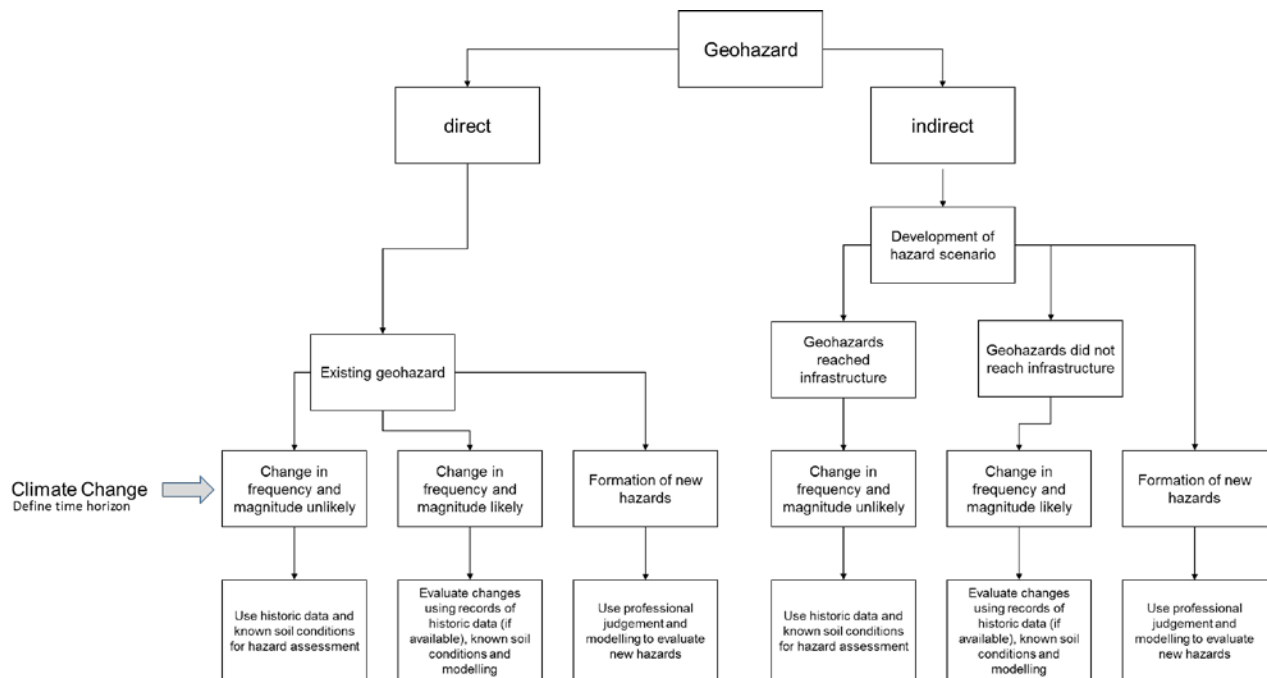 Geohazard
direct
indirect
Development of
hazard scenario
Geohazards
reached
infrastructure
Geohazards did not
reach infrastructure
Existing geohazard
Climate Change
Define time horizon
Change in
frequency and
magnitude unlikely
Change in
frequency and
magnitude likely
Formation of new
hazards
Change in
frequency and
magnitude unlikely
Change in
frequency and
magnitude likely
Formation of new
hazards
Use historic data and
known soil conditions
for hazard assessment
Evaluate changes
using records of
historic data (if
available), known soil
conditions and
modelling
Use professional
judgement and
modelling to evaluate
new hazards
Use historic data and
known soil conditions
for hazard assessment
Evaluate changes
using records of
historic data (if
available), known soil
conditions and
modelling
Use professional
judgement and
modelling to evaluate
new hazards